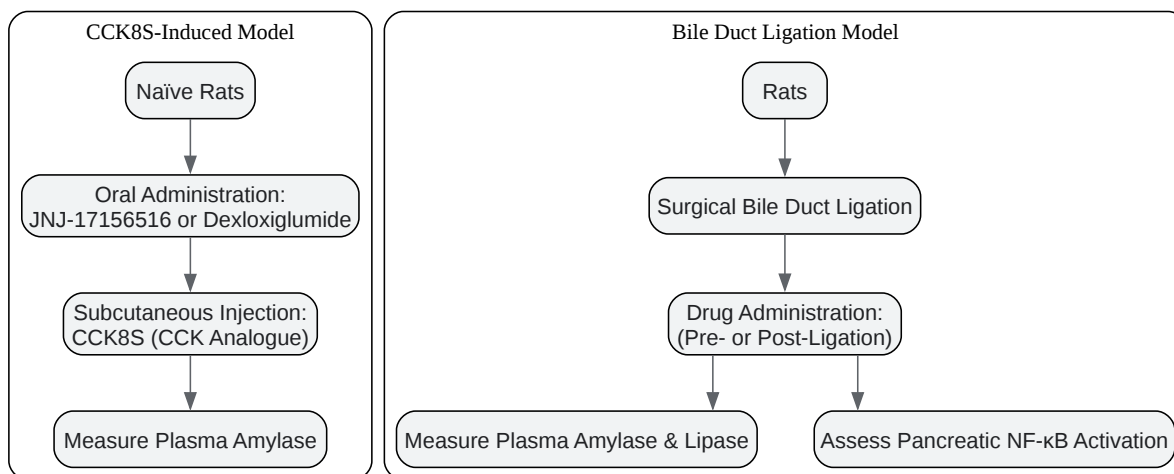 CCK8S-Induced Model
Naïve Rats
Oral Administration:
JNJ-17156516 or Dexloxiglumide
Subcutaneous Injection:
CCK8S (CCK Analogue)
Measure Plasma Amylase
Bile Duct Ligation Model
Rats
Surgical Bile Duct Ligation
Drug Administration:
(Pre- or Post-Ligation)
Measure Plasma Amylase & Lipase
Assess Pancreatic NF-κB Activation